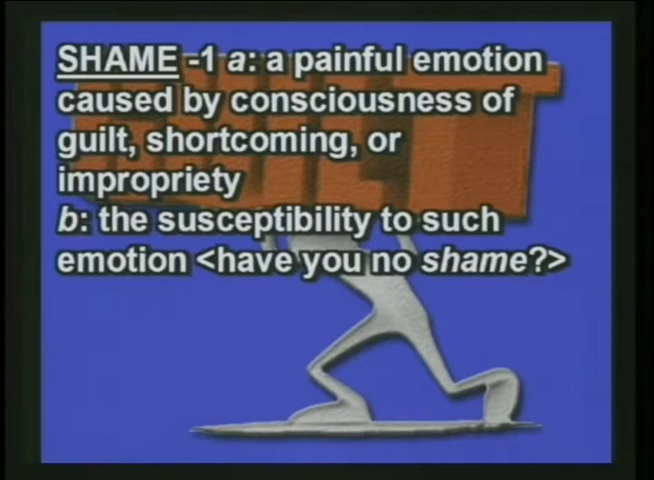 SHAME -1 a: a painful emotion
caused by consciousness of
guilt, shortcoming, or
impropriety
b: the susceptibility to such
emotion <have you no shame?>
GUILT